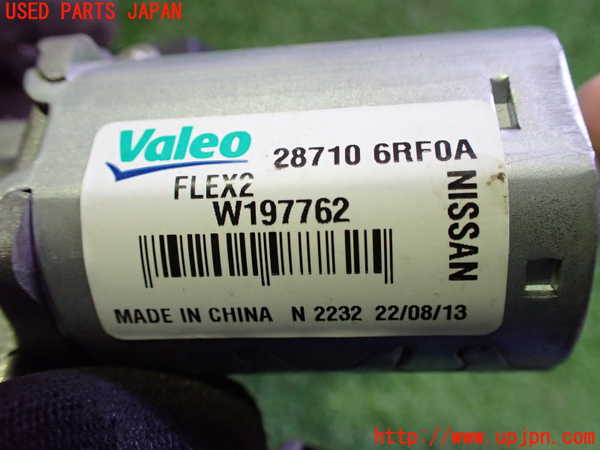 USED PARTS JAPAN
Valeo
28710 6RF0A
FLEX2
W197762
NISSAN
MADE IN CHINA N 2232 22/08/13
http://www.upjpn.com/